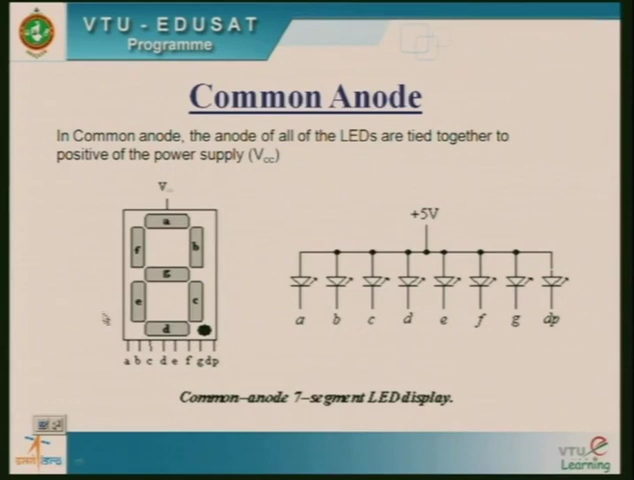 VTU - EDUSAT
Programme
Common Anode
In Common anode, the anode of all of the LEDs are tied together to
positive of the power supply (Vcc)
+5V
a
f
b
g
e
c
d
a b c d e f g dp
a b c d e f g dp
Common-anode 7-segment LED display.
VTU e
Learning